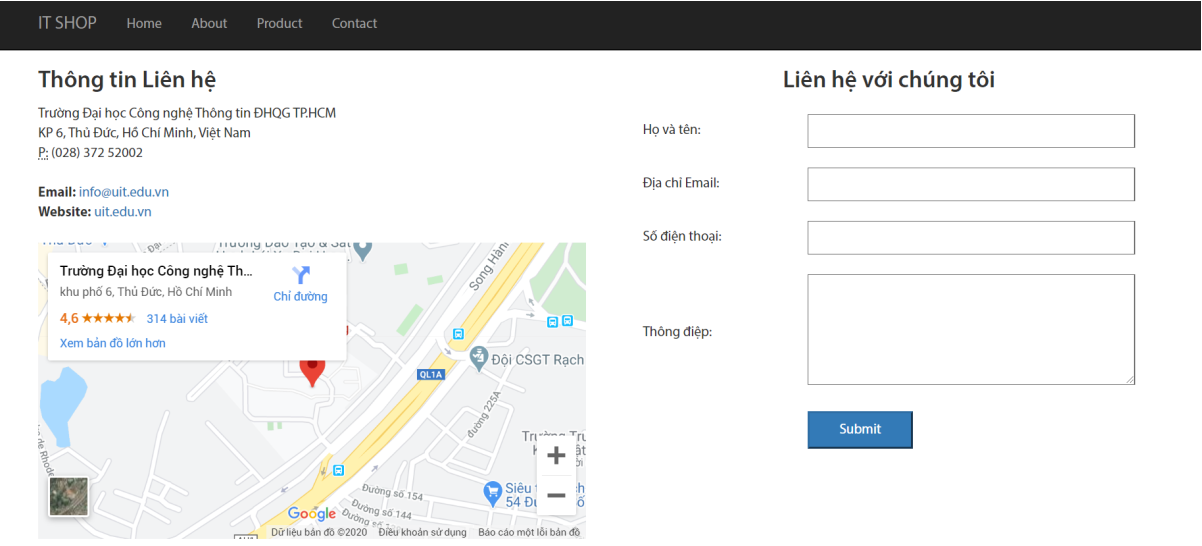 IT SHOP Home About Product Contact
Thông tin Liên hệ
Trường Đại học Công nghệ Thông tin ĐHQG TP.HCM
KP 6, Thủ Đức, Hồ Chí Minh, Việt Nam
P: (028) 372 52002
Email: info@uit.edu.vn
Website: uit.edu.vn
Trường Đại học Công nghệ Th...
khu phố 6, Thủ Đức, Hồ Chí Minh
Chỉ đường
4,6 314 bài viết
Xem bản đồ lớn hơn
Trường Đào Tạo & Sát
Song Hành
Đội CSGT Rạch
QL1A
đường 225A
Đường số 154
Siêu
54 Đ
Đường số 144
Google
Dữ liệu bản đồ ©2020 Điều khoản sử dụng Báo cáo một lỗi bản đồ
Liên hệ với chúng tôi
Họ và tên:
Địa chỉ Email:
Số điện thoại:
Thông điệp:
Submit